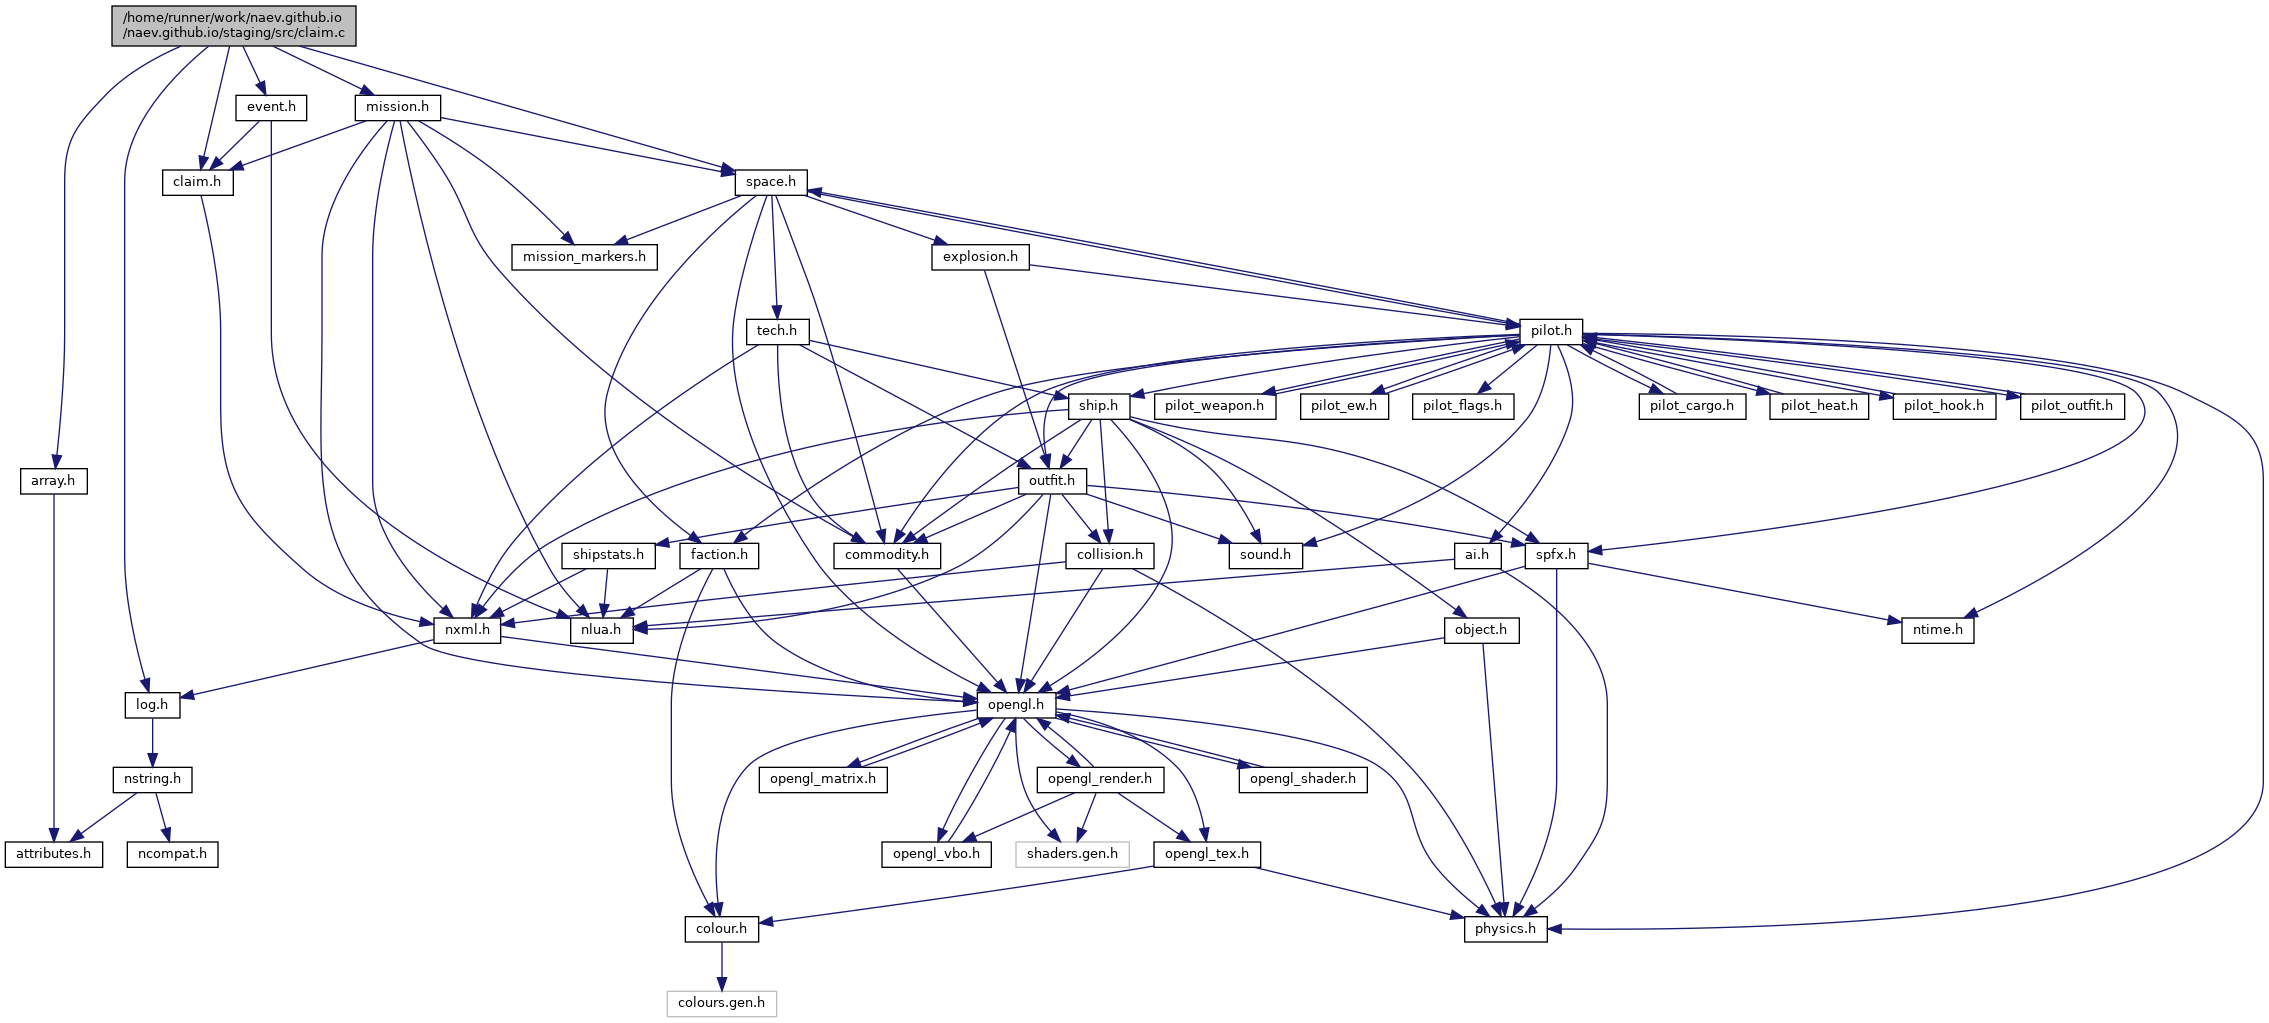 /home/runner/work/naev.github.io
/naev.github.io/staging/src/claim.c
event.h
mission.h
claim.h
space.h
mission_markers.h
explosion.h
tech.h
pilot.h
ship.h
pilot_weapon.h
pilot_ew.h
pilot_flags.h
pilot_cargo.h
pilot_heat.h
pilot_hook.h
pilot_outfit.h
array.h
outfit.h
shipstats.h
faction.h
commodity.h
collision.h
sound.h
ai.h
spfx.h
nxml.h
nlua.h
object.h
ntime.h
log.h
opengl.h
nstring.h
opengl_matrix.h
opengl_render.h
opengl_shader.h
attributes.h
ncompat.h
opengl_vbo.h
shaders.gen.h
opengl_tex.h
colour.h
physics.h
colours.gen.h